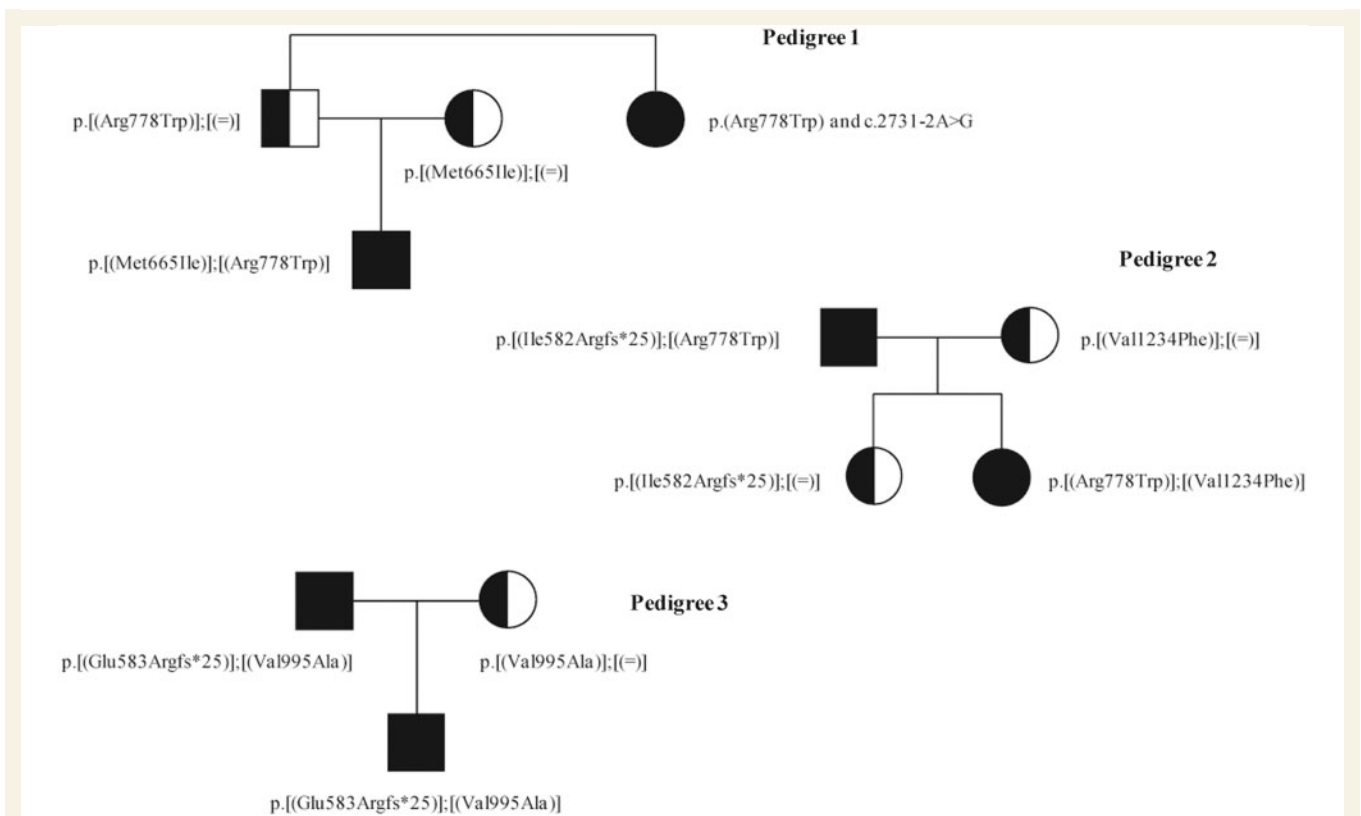 Pedigree 1
p.[(Arg778Trp)];[(=)]
p.(Arg778Trp) and c.2731-2A>G
p.[(Met665Ile)];[(=)]
p.[(Met665Ile)];[(Arg778Trp)]
Pedigree 2
p.[(Ile582Argfs*25)];[(Arg778Trp)]
p.[(Val1234Phe)];[(=)]
p.[(Ile582Argfs*25)];[(=)]
p.[(Arg778Trp)];[(Val1234Phe)]
Pedigree 3
p.[(Glu583Argfs*25)];[(Val995Ala)]
p.[(Val995Ala)];[(=)]
p.[(Glu583Argfs*25)];[(Val995Ala)]